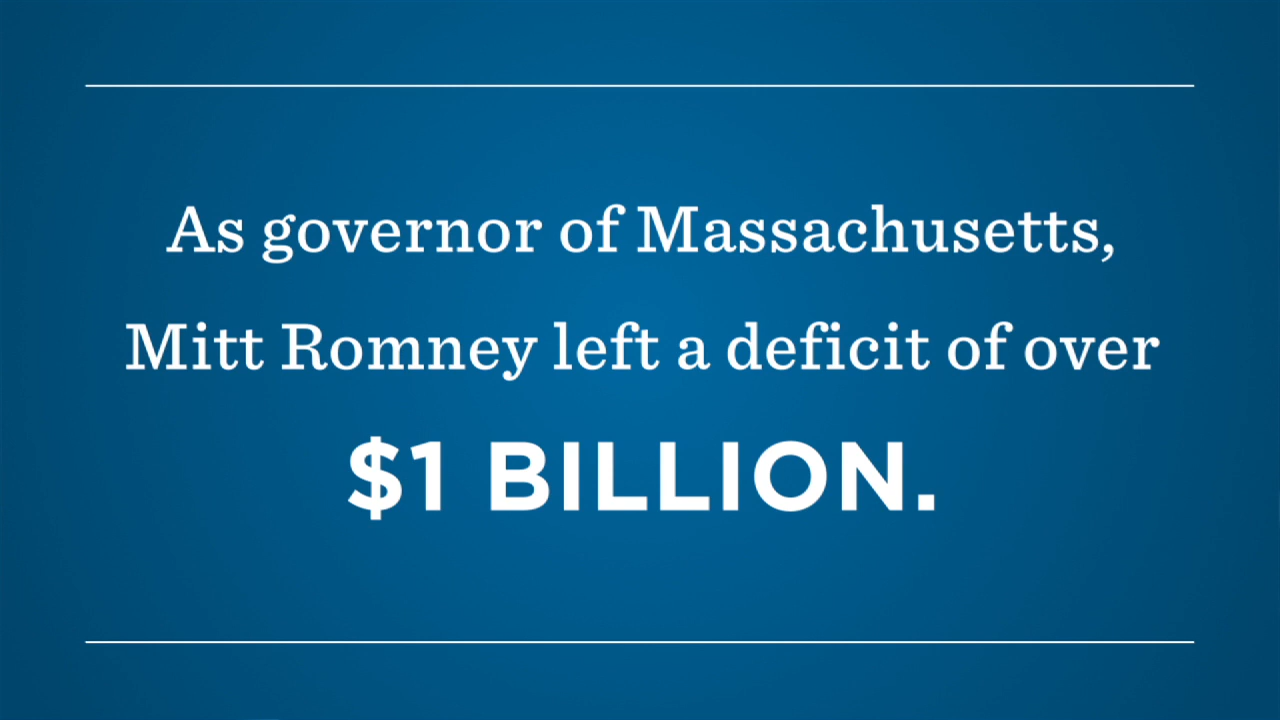 As governor of Massachusetts,
Mitt Romney left a deficit of over
$1 BILLION.